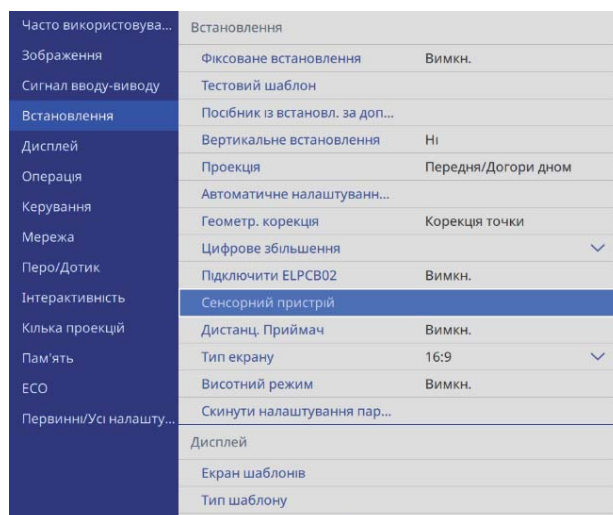 Часто використовува...
Зображення
Сигнал вводу-виводу
Встановлення
Дисплей
Операція
Керування
Мережа
Перо/Дотик
Інтерактивність
Кілька проекцій
Пам'ять
ECO
Первинні/Усі налашту...
Встановлення
Фіксоване встановлення Вимкн.
Тестовий шаблон
Посібник із встановл. за доп...
Вертикальне встановлення Ні
Проекція Передня/Догори дном
Автоматичне налаштуванн...
Геометр. корекція Корекція точки
Цифрове збільшення
Підключити ELPCB02 Вимкн.
Сенсорний пристрій
Дистанц. Приймач Вимкн.
Тип екрану 16:9
Висотний режим Вимкн.
Скинути налаштування пар...
Дисплей
Екран шаблонів
Тип шаблону